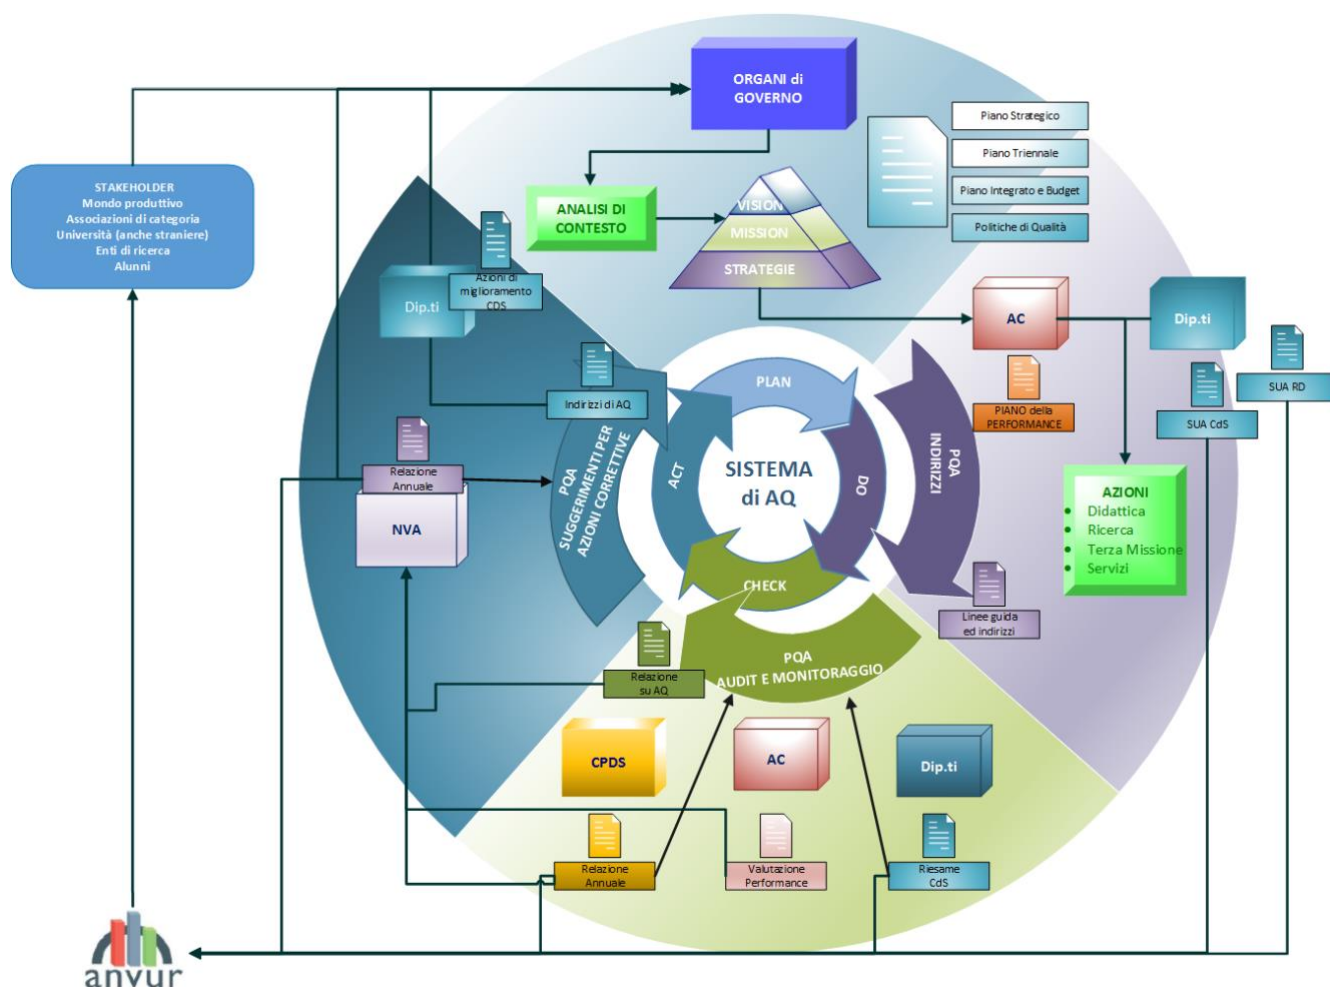 ORGANI di
GOVERNO
Piano Strategico
Piano Triennale
Piano Integrato e Budget
Politiche di Qualità
STAKEHOLDER
Mondo produttivo
Associazioni di categoria
Università (anche straniere)
Enti di ricerca
Alunni
ANALISI DI
CONTESTO
VISION
MISSION
STRATEGIE
Azioni di
miglioramento
CDS
Dip.ti
AC
Dip.ti
SUA RD
SUA CdS
PIANO della
PERFORMANCE
Indirizzi di AQ
PLAN
DO
CHECK
ACT
SISTEMA
di AQ
PQA
INDIRIZZI
PQA
SUGGERIMENTI PER
AZIONI CORRETTIVE
Relazione
Annuale
NVA
AZIONI
• Didattica
• Ricerca
• Terza Missione
• Servizi
Linee guida
ed indirizzi
PQA
AUDIT E MONITORAGGIO
Relazione
su AQ
CPDS
AC
Dip.ti
Relazione
Annuale
Valutazione
Performance
Riesame
CdS
anvur